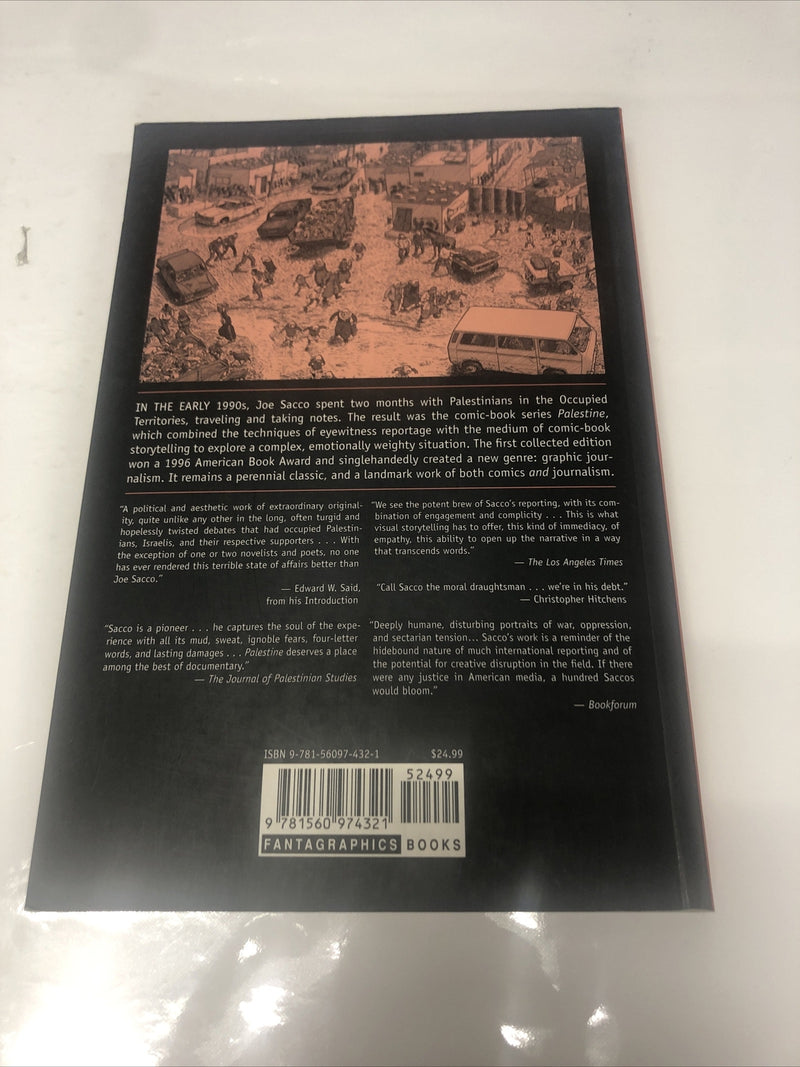 IN THE EARLY 1990s, Joe Sacco spent two months with Palestinians in the Occupied
Territories, traveling and taking notes. The result was the comic-book series Palestine,
which combined the techniques of eyewitness reportage with the medium of comic-book
storytelling to explore a complex, emotionally weighty situation. The first collected edition
won a 1996 American Book Award and singlehandedly created a new genre: graphic jour-
nalism. It remains a perennial classic, and a landmark work of both comics and journalism.
“A political and aesthetic work of extraordinary original-
ity, quite unlike any other in the long, often turgid and
hopelessly twisted debates that had occupied Palestin-
ians, Israelis, and their respective supporters . . . With
the exception of one or two novelists and poets, no one
has ever rendered this terrible state of affairs better than
Joe Sacco.”
— Edward W. Said,
from his Introduction
“Sacco is a pioneer . . . he captures the soul of the expe-
rience with all its mud, sweat, ignoble fears, four-letter
words, and lasting damages . . . Palestine deserves a place
among the best of documentary.”
— The Journal of Palestinian Studies
“We see the potent brew of Sacco’s reporting, with its com-
bination of engagement and complicity . . . This is what
visual storytelling has to offer, this kind of immediacy, of
empathy, this ability to open up the narrative in a way
that transcends words.”
— The Los Angeles Times
“Call Sacco the moral draughtsman . . . we’re in his debt.”
— Christopher Hitchens
“Deeply humane, disturbing portraits of war, oppression,
and sectarian tension... Sacco’s work is a reminder of the
hidebound nature of much international reporting and of
the potential for creative disruption in the field. If there
were any justice in American media, a hundred Saccos
would bloom.”
— Bookforum
ISBN 9-781-56097-432-1 $24.99
52499
9 781560 974321
FANTAGRAPHICS BOOKS